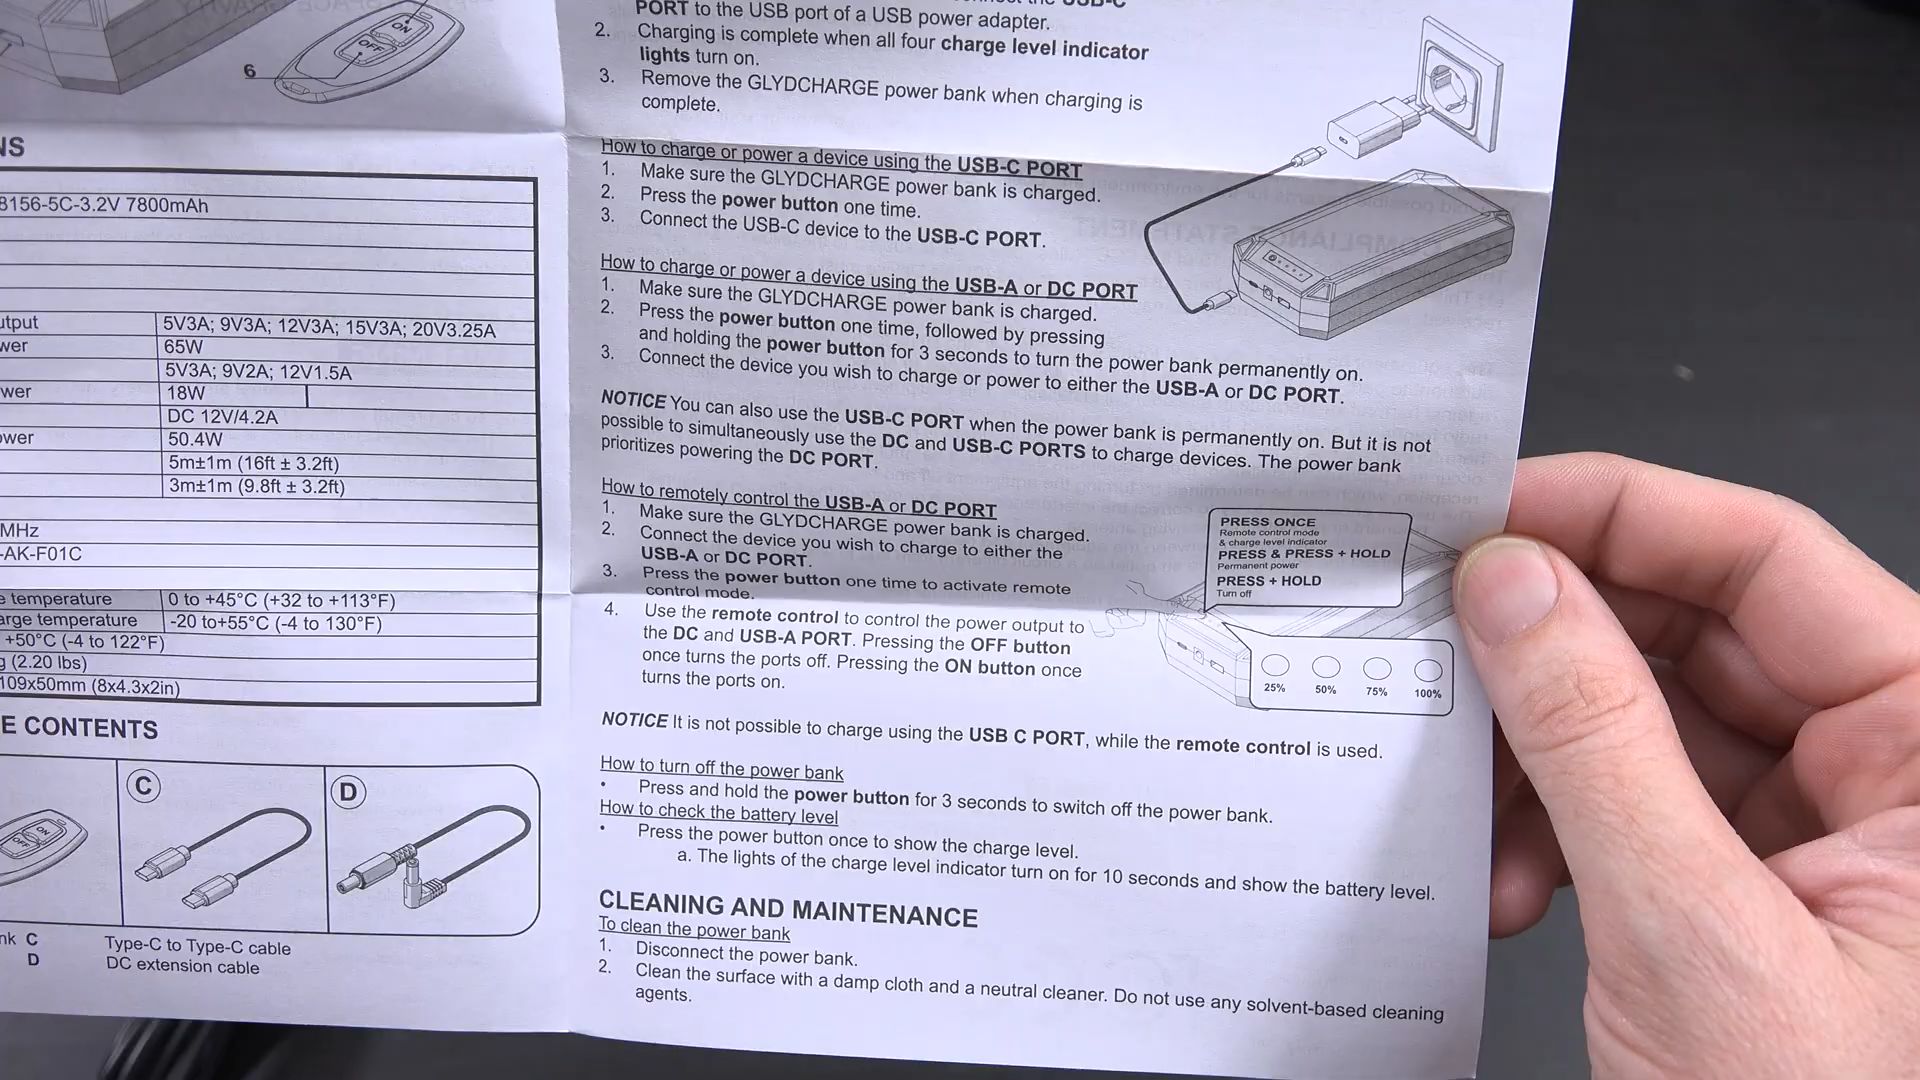 ON
OFF
6
NS
8156-5C-3.2V 7800mAh
utput 5V3A; 9V3A; 12V3A; 15V3A; 20V3.25A
wer 65W
5V3A; 9V2A; 12V1.5A
wer 18W
DC 12V/4.2A
ower 50.4W
5m±1m (16ft ± 3.2ft)
3m±1m (9.8ft ± 3.2ft)
MHz
-AK-F01C
e temperature 0 to +45°C (+32 to +113°F)
arge temperature -20 to+55°C (-4 to 130°F)
+50°C (-4 to 122°F)
g (2.20 lbs)
109x50mm (8x4.3x2in)
E CONTENTS
ON
OFF
C
D
nk C Type-C to Type-C cable
D DC extension cable
USB-C
PORT to the USB port of a USB power adapter.
2. Charging is complete when all four charge level indicator
lights turn on.
3. Remove the GLYDCHARGE power bank when charging is
complete.
How to charge or power a device using the USB-C PORT
1. Make sure the GLYDCHARGE power bank is charged.
2. Press the power button one time.
3. Connect the USB-C device to the USB-C PORT.
How to charge or power a device using the USB-A or DC PORT
1. Make sure the GLYDCHARGE power bank is charged.
2. Press the power button one time, followed by pressing
and holding the power button for 3 seconds to turn the power bank permanently on.
3. Connect the device you wish to charge or power to either the USB-A or DC PORT.
NOTICE You can also use the USB-C PORT when the power bank is permanently on. But it is not
possible to simultaneously use the DC and USB-C PORTS to charge devices. The power bank
prioritizes powering the DC PORT.
How to remotely control the USB-A or DC PORT
1. Make sure the GLYDCHARGE power bank is charged.
2. Connect the device you wish to charge to either the
USB-A or DC PORT.
3. Press the power button one time to activate remote
control mode.
4. Use the remote control to control the power output to
the DC and USB-A PORT. Pressing the OFF button
once turns the ports off. Pressing the ON button once
turns the ports on.
PRESS ONCE
Remote control mode
& charge level indicator
PRESS & PRESS + HOLD
Permanent power
PRESS + HOLD
Turn off
25% 50% 75% 100%
NOTICE It is not possible to charge using the USB C PORT, while the remote control is used.
How to turn off the power bank
• Press and hold the power button for 3 seconds to switch off the power bank.
How to check the battery level
• Press the power button once to show the charge level.
a. The lights of the charge level indicator turn on for 10 seconds and show the battery level.
CLEANING AND MAINTENANCE
To clean the power bank
1. Disconnect the power bank.
2. Clean the surface with a damp cloth and a neutral cleaner. Do not use any solvent-based cleaning
agents.